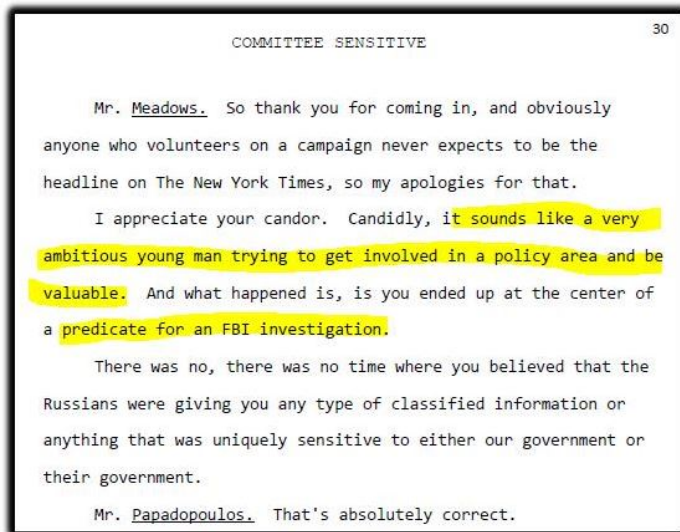 30
COMMITTEE SENSITIVE
Mr. Meadows. So thank you for coming in, and obviously
anyone who volunteers on a campaign never expects to be the
headline on The New York Times, so my apologies for that.
I appreciate your candor. Candidly, it sounds like a very
ambitious young man trying to get involved in a policy area and be
valuable. And what happened is, is you ended up at the center of
a predicate for an FBI investigation.
There was no, there was no time where you believed that the
Russians were giving you any type of classified information or
anything that was uniquely sensitive to either our government or
their government.
Mr. Papadopoulos. That's absolutely correct.